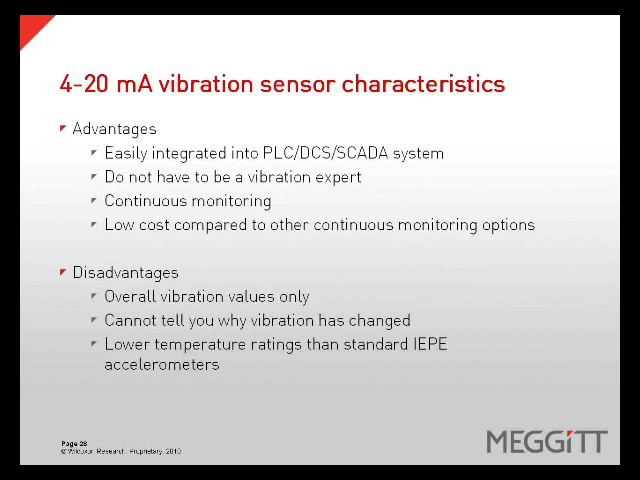 4-20 mA vibration sensor characteristics
Advantages
Easily integrated into PLC/DCS/SCADA system
Do not have to be a vibration expert
Continuous monitoring
Low cost compared to other continuous monitoring options
Disadvantages
Overall vibration values only
Cannot tell you why vibration has changed
Lower temperature ratings than standard IEPE
accelerometers
Page 28
© Wilcoxon Research, Proprietary, 2010
MEGGITT